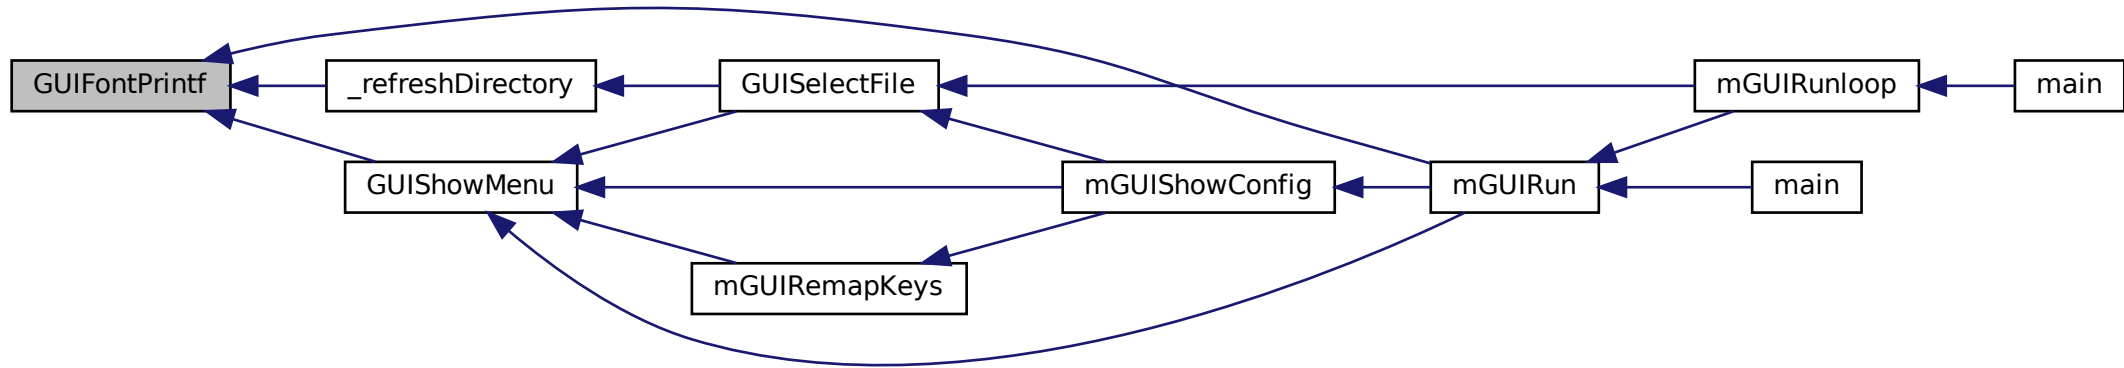 GUIFontPrintf
_refreshDirectory
GUISelectFile
mGUIRunloop
main
GUIShowMenu
mGUIShowConfig
mGUIRun
main
mGUIRemapKeys